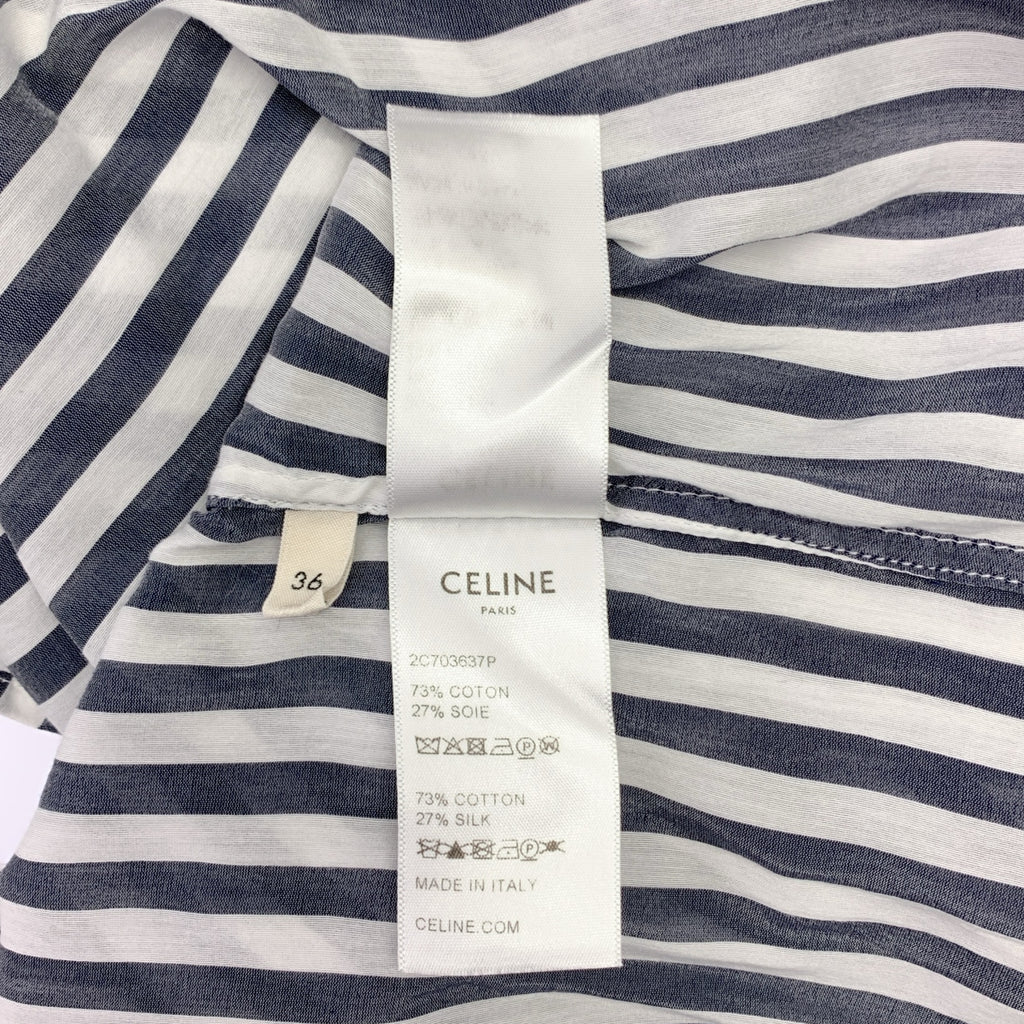 36
CELINE
PARIS
2C703637P
73% COTON
27% SOIE
P W
73% COTTON
27% SILK
P
MADE IN ITALY
CELINE.COM